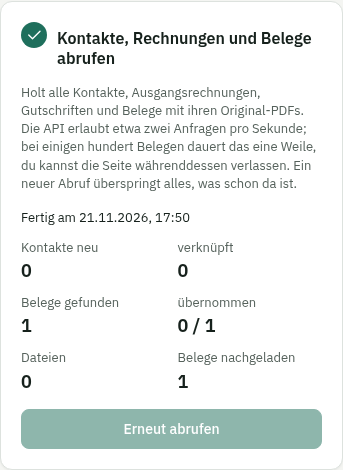 Kontakte, Rechnungen und Belege
abrufen
Holt alle Kontakte, Ausgangsrechnungen,
Gutschriften und Belege mit ihren Original-PDFs.
Die API erlaubt etwa zwei Anfragen pro Sekunde;
bei einigen hundert Belegen dauert das eine Weile,
du kannst die Seite währenddessen verlassen. Ein
neuer Abruf überspringt alles, was schon da ist.
Fertig am 21.11.2026, 17:50
Kontakte neu verknüpft
0 0
Belege gefunden übernommen
1 0 / 1
Dateien Belege nachgeladen
0 1
Erneut abrufen